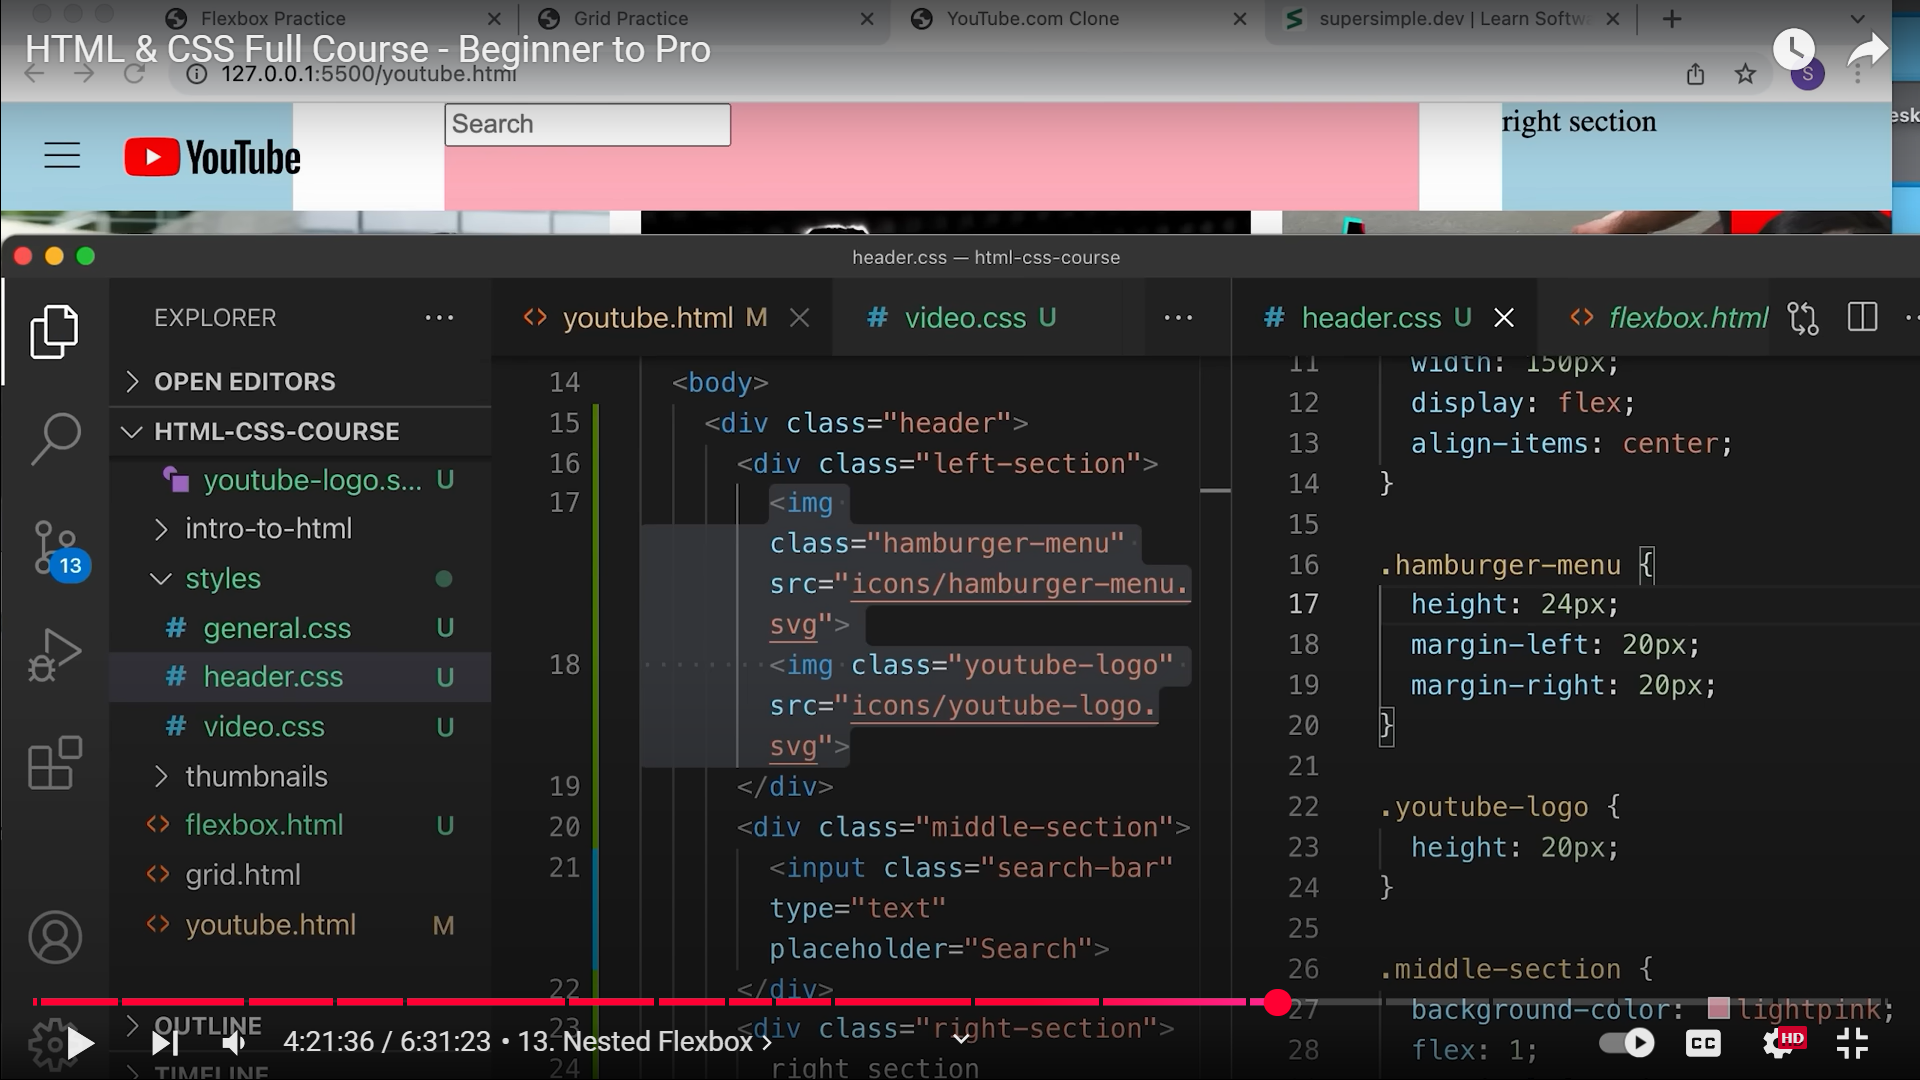 Flexbox Practice
Grid Practice
YouTube.com Clone
supersimple.dev | Learn Softw
HTML & CSS Full Course - Beginner to Pro
127.0.0.1:5500/youtube.html
S
YouTube
Search
right section
esk
header.css — html-css-course
EXPLORER
OPEN EDITORS
HTML-CSS-COURSE
youtube-logo.s... U
intro-to-html
styles
general.css U
header.css U
video.css U
thumbnails
flexbox.html U
grid.html
youtube.html M
OUTLINE
TIMELINE
13
youtube.html M
video.css U
14 <body>
15 <div class="header">
16 <div class="left-section">
17 <img
class="hamburger-menu"
src="icons/hamburger-menu.
svg">
18 <img class="youtube-logo"
src="icons/youtube-logo.
svg">
19 </div>
20 <div class="middle-section">
21 <input class="search-bar"
type="text"
placeholder="Search">
22 </div>
23 <div class="right-section">
24 right section
header.css U
flexbox.html
11 width: 150px;
12 display: flex;
13 align-items: center;
14 }
15
16 .hamburger-menu {
17 height: 24px;
18 margin-left: 20px;
19 margin-right: 20px;
20 }
21
22 .youtube-logo {
23 height: 20px;
24 }
25
26 .middle-section {
27 background-color: lightpink;
28 flex: 1;
4:21:36 / 6:31:23 • 13. Nested Flexbox
CC
HD